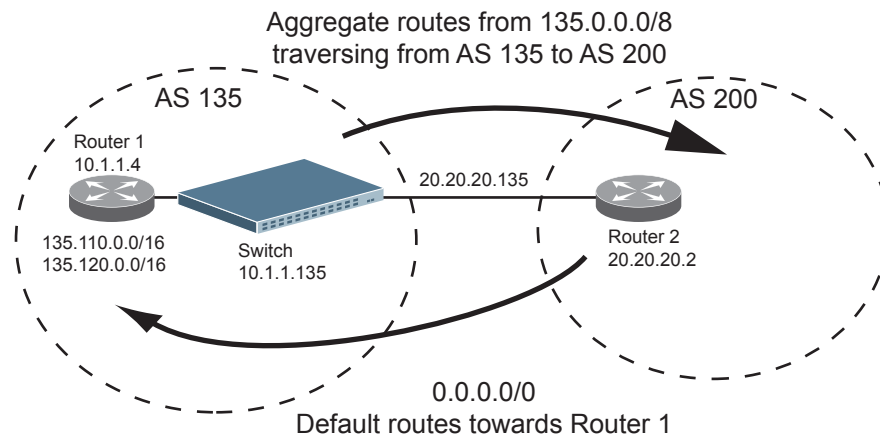 Aggregate routes from 135.0.0.0/8
traversing from AS 135 to AS 200
AS 135
AS 200
Router 1
10.1.1.4
20.20.20.135
135.110.0.0/16
135.120.0.0/16
Switch
10.1.1.135
Router 2
20.20.20.2
0.0.0.0/0
Default routes towards Router 1